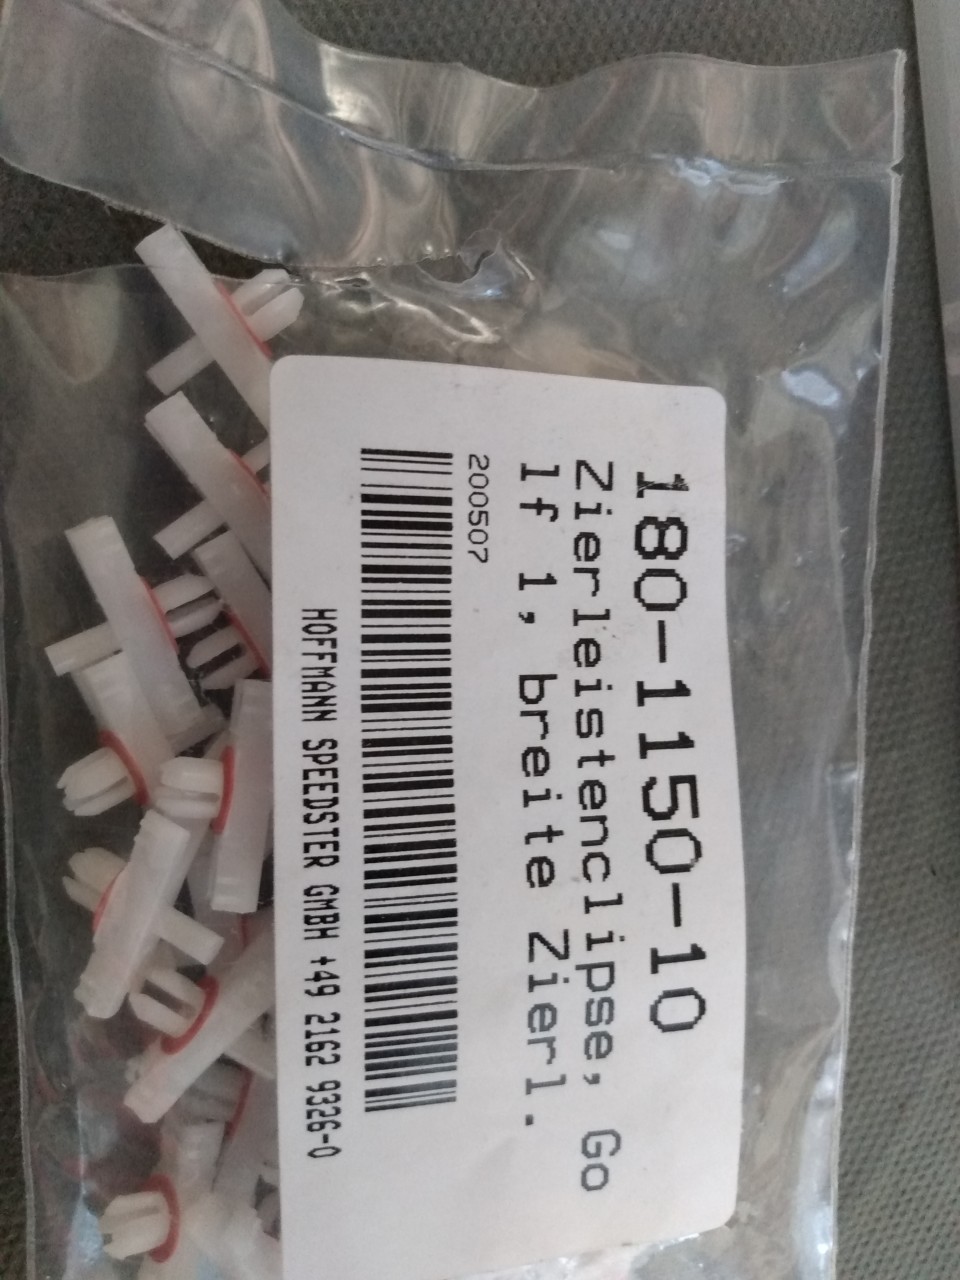 180-1150-10
Zierleistenclipse, Go
lf 1, breite Zierl.
200507
HOFFMANN SPEEDSTER GMBH +49 2162 9326-0